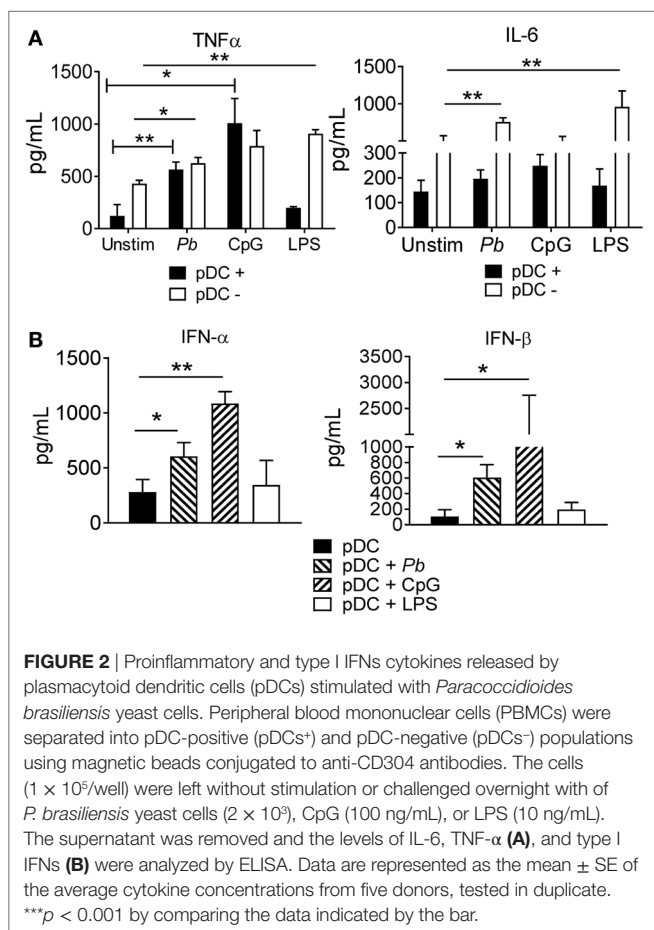 A
TNFα
IL-6
pg/mL
1500
1000
500
0
**
*
*
**
Unstim Pb CpG LPS
pDC +
pDC -
pg/mL
1000
500
300
200
100
0
**
**
Unstim Pb CpG LPS
pDC +
pDC -
B
IFN-α
IFN-β
pg/mL
1500
1000
500
0
**
*
pg/mL
3500
3000
2500
1000
800
600
400
200
0
*
*
pDC
pDC + Pb
pDC + CpG
pDC + LPS
FIGURE 2 | Proinflammatory and type I IFNs cytokines released by
plasmacytoid dendritic cells (pDCs) stimulated with Paracoccidioides
brasiliensis yeast cells. Peripheral blood mononuclear cells (PBMCs) were
separated into pDC-positive (pDCs⁺) and pDC-negative (pDCs⁻) populations
using magnetic beads conjugated to anti-CD304 antibodies. The cells
(1 × 10⁵/well) were left without stimulation or challenged overnight with of
P. brasiliensis yeast cells (2 × 10³), CpG (100 ng/mL), or LPS (10 ng/mL).
The supernatant was removed and the levels of IL-6, TNF-α (A), and type I
IFNs (B) were analyzed by ELISA. Data are represented as the mean ± SE of
the average cytokine concentrations from five donors, tested in duplicate.
***p < 0.001 by comparing the data indicated by the bar.